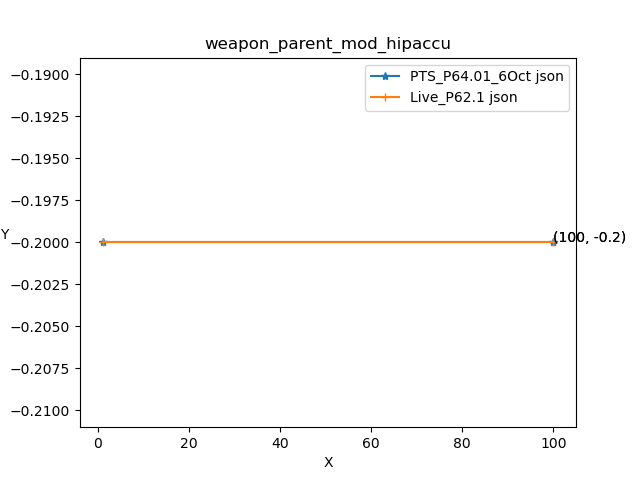 weapon_parent_mod_hipaccu
PTS_P64.01_6Oct json
Live_P62.1 json
−0.1900
−0.1925
−0.1950
−0.1975
Y
−0.2000
(100, -0.2)
−0.2025
−0.2050
−0.2075
−0.2100
0 20 40 60 80 100
X